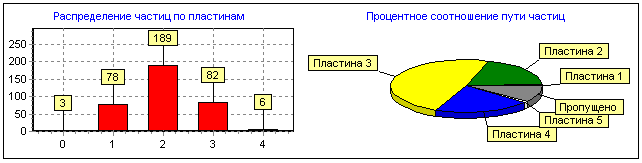 Распределение частиц по пластинам
250
200
150
100
50
0
3
78
189
82
6
0
1
2
3
4
Процентное соотношение пути частиц
Пластина 2
Пластина 3
Пластина 1
Пропущено
Пластина 5
Пластина 4